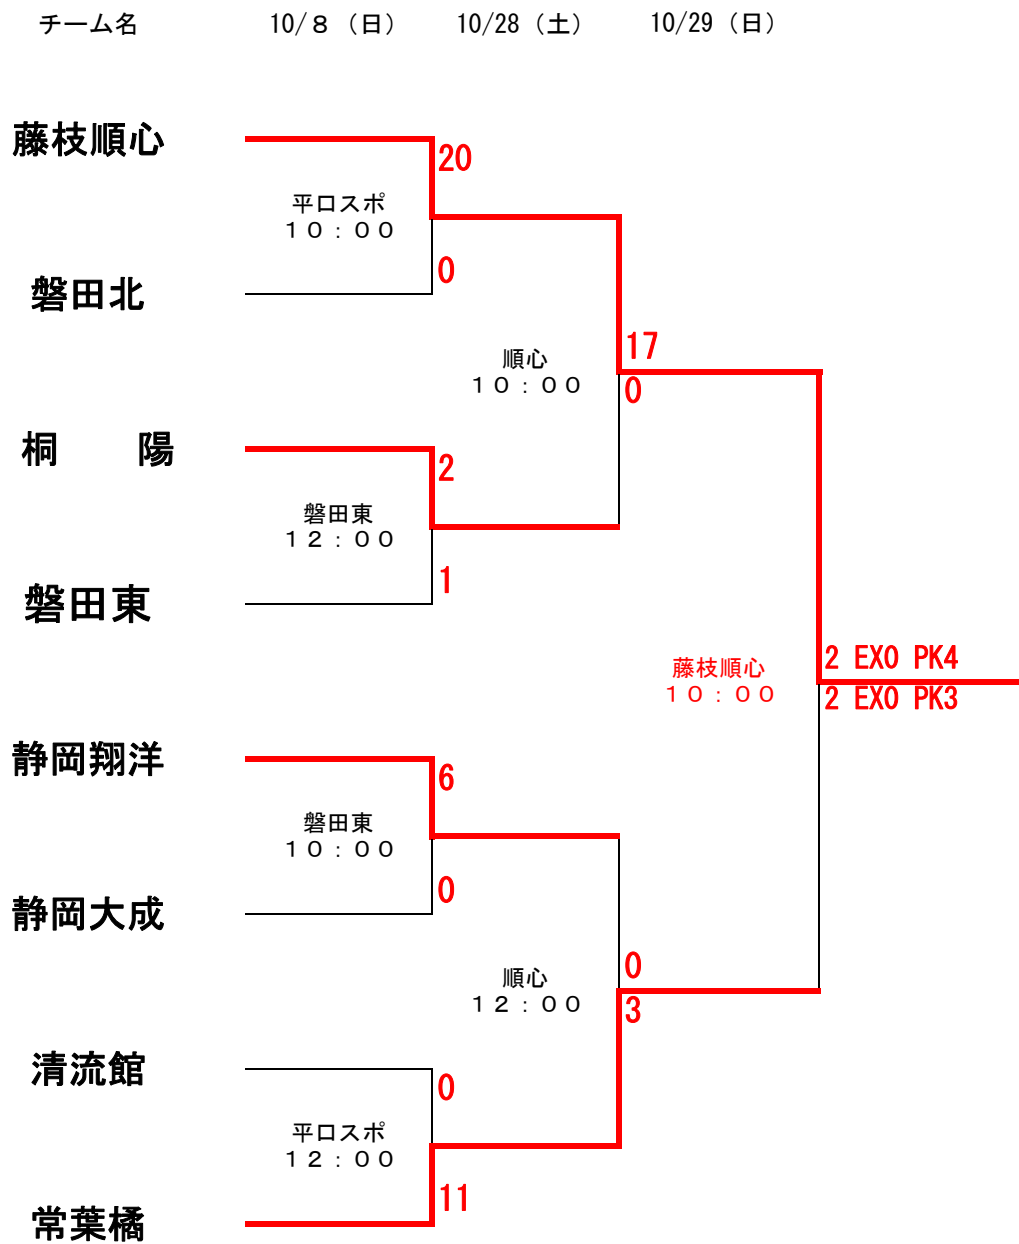 チーム名 10/８（日） 10/28（土） 10/29（日）
藤枝順心
20
平口スポ
１０：００
0
磐田北
17
順心
１０：００
0
桐　　陽
2
磐田東
１２：００
1
磐田東
2 EX0 PK4
藤枝順心
１０：００
2 EX0 PK3
静岡翔洋
6
磐田東
１０：００
0
静岡大成
0
順心
１２：００
3
清流館
0
平口スポ
１２：００
11
常葉橘